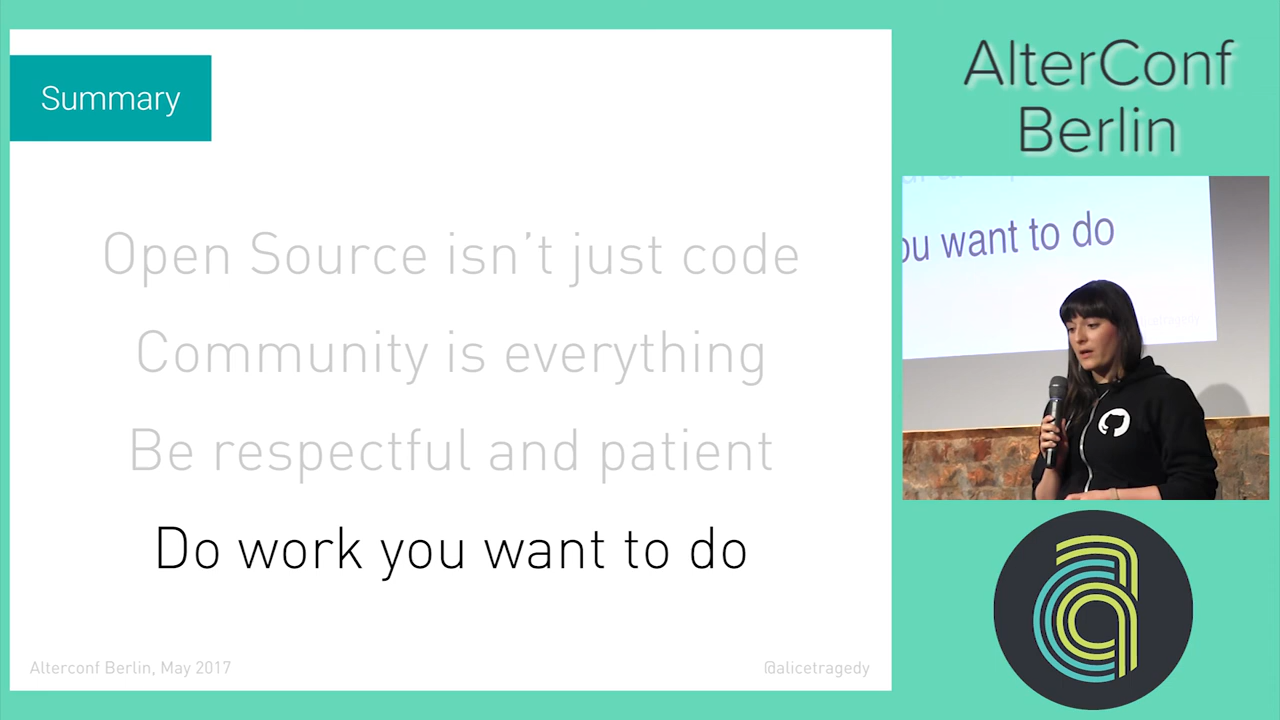 Summary
Open Source isn’t just code
Community is everything
Be respectful and patient
Do work you want to do
Alterconf Berlin, May 2017
@alicetragedy
AlterConf
Berlin
ou want to do
tragedy